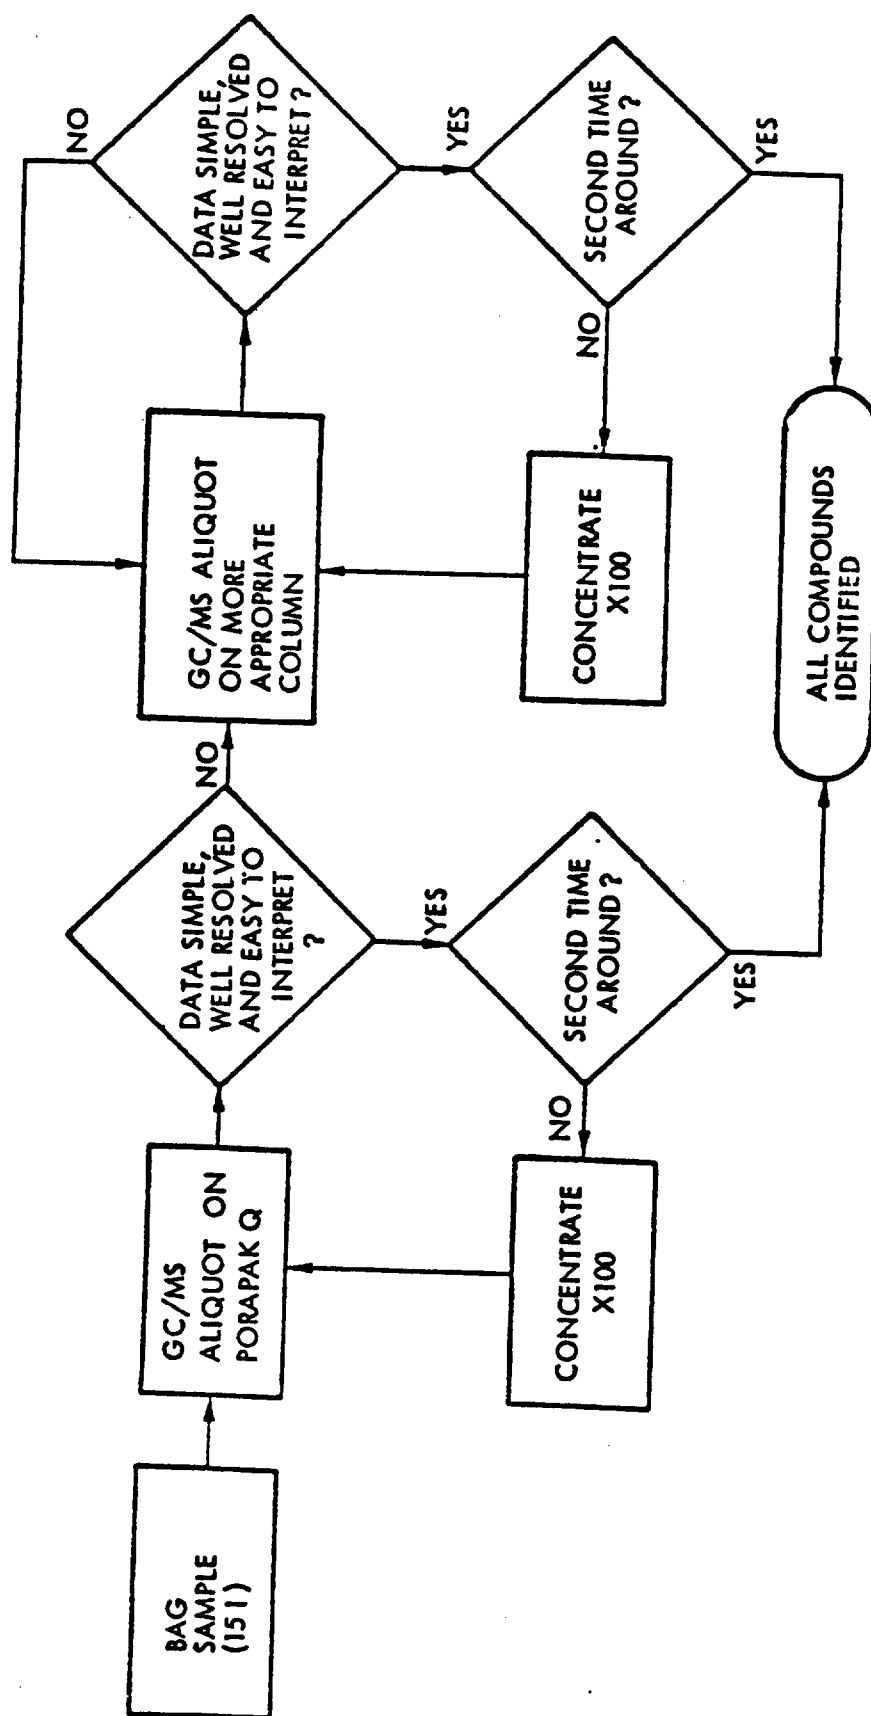 BAG
SAMPLE
(15 l)
GC/MS
ALIQUOT ON
PORAPAK Q
DATA SIMPLE,
WELL RESOLVED
AND EASY TO
INTERPRET
?
NO
YES
SECOND TIME
AROUND?
NO
YES
CONCENTRATE
X100
GC/MS ALIQUOT
ON MORE
APPROPRIATE
COLUMN
DATA SIMPLE,
WELL RESOLVED
AND EASY TO
INTERPRET?
NO
YES
SECOND TIME
AROUND?
NO
YES
CONCENTRATE
X100
ALL COMPOUNDS
IDENTIFIED